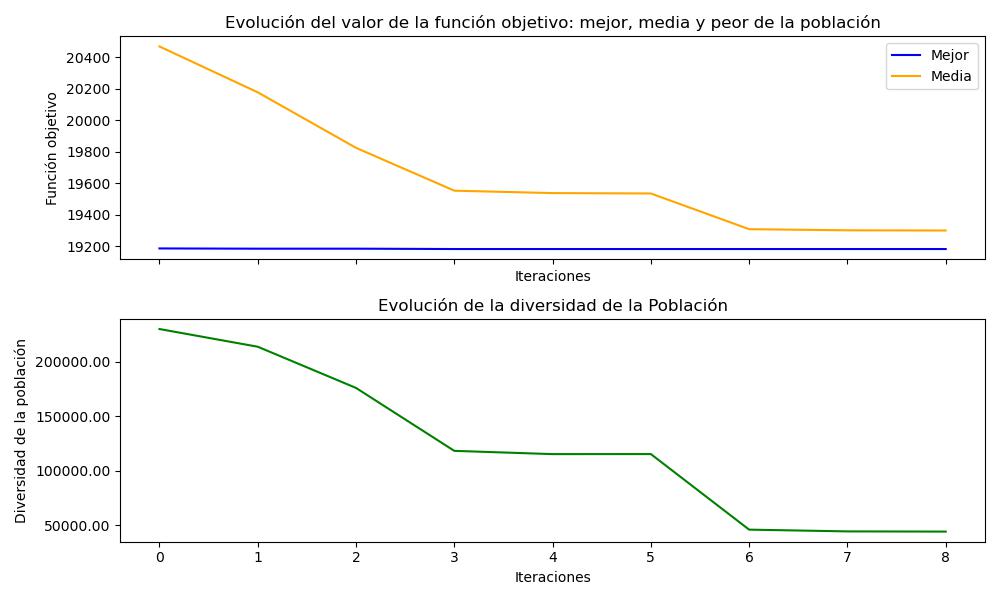 Evolución del valor de la función objetivo: mejor, media y peor de la población
Función objetivo
20400
20200
20000
19800
19600
19400
19200
Mejor
Media
Iteraciones
Evolución de la diversidad de la Población
Diversidad de la población
200000.00
150000.00
100000.00
50000.00
0 1 2 3 4 5 6 7 8
Iteraciones